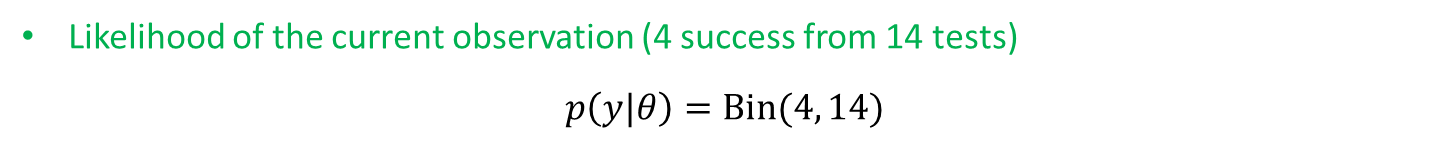 • Likelihood of the current observation (4 success from 14 tests)
𝑝(𝑦|𝜃) = Bin(4, 14)